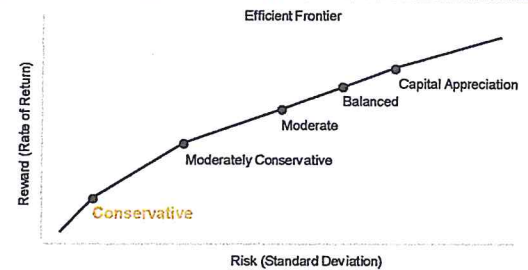 Efficient Frontier
Reward (Rate of Return)
Capital Appreciation
Balanced
Moderate
Moderately Conservative
Conservative
Risk (Standard Deviation)